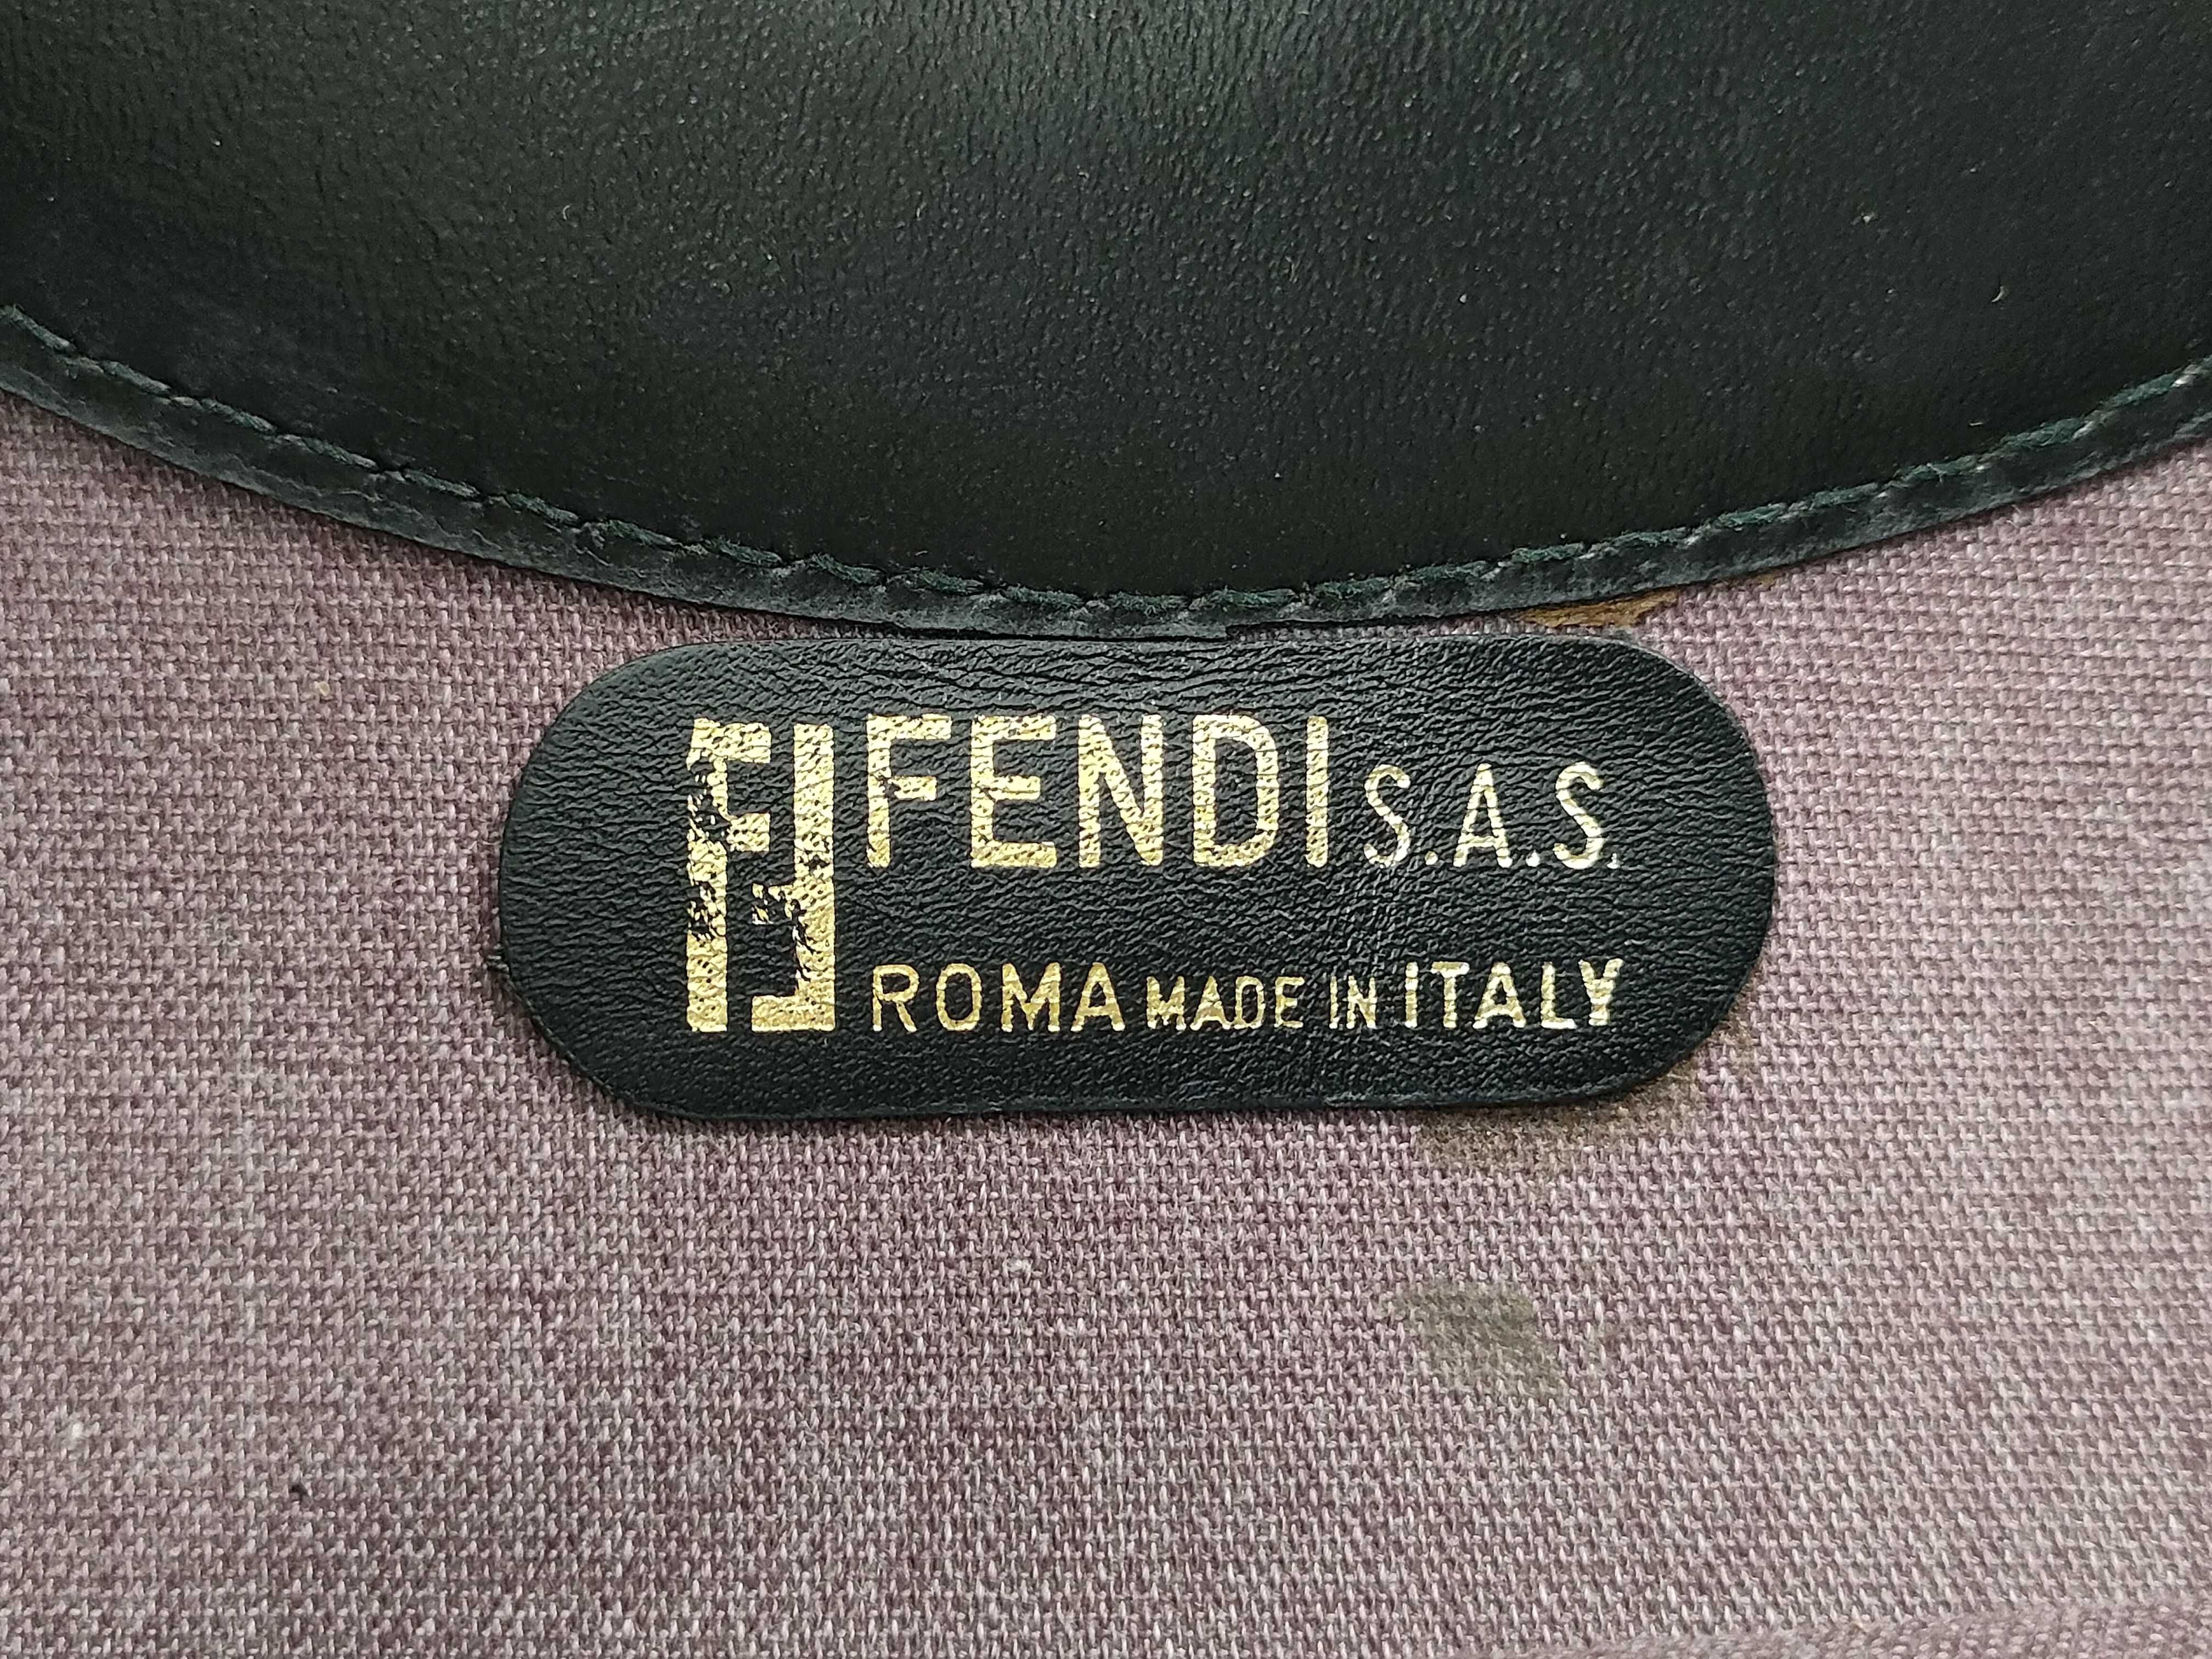 FENDI S.A.S.
ROMA MADE IN ITALY